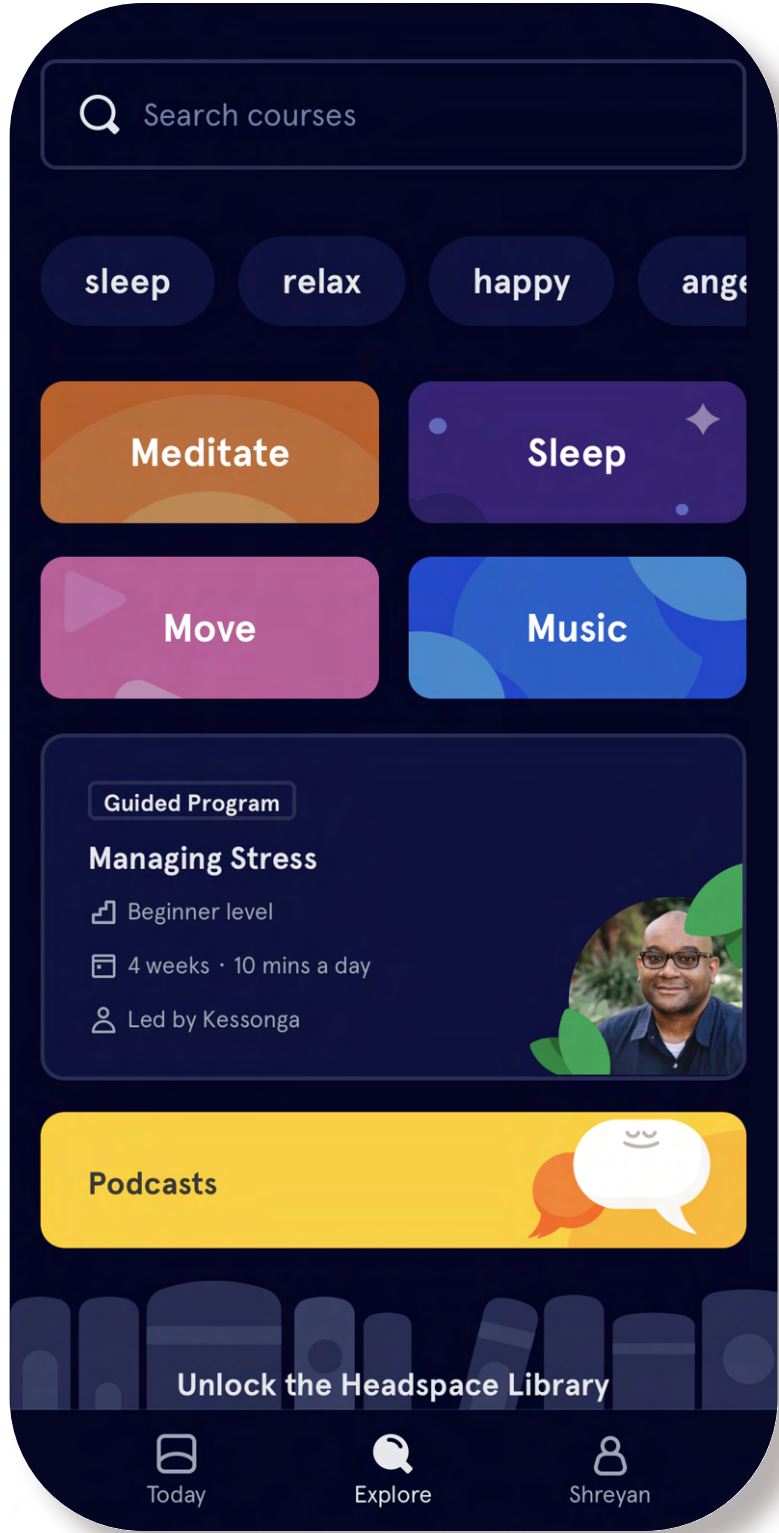 Search courses
sleep relax happy ange
Meditate Sleep
Move Music
Guided Program
Managing Stress
Beginner level
4 weeks · 10 mins a day
Led by Kessonga
Podcasts
Unlock the Headspace Library
Today Explore Shreyan